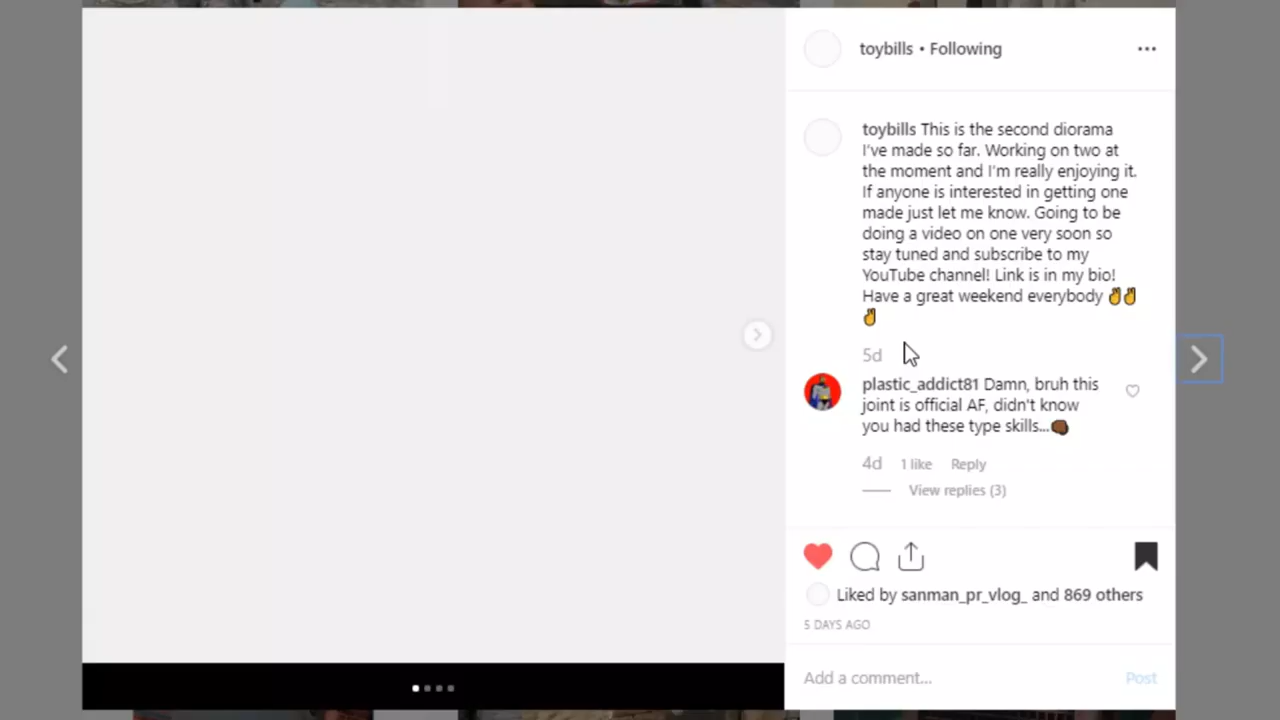 toybills • Following
toybills This is the second diorama
I've made so far. Working on two at
the moment and I'm really enjoying it.
If anyone is interested in getting one
made just let me know. Going to be
doing a video on one very soon so
stay tuned and subscribe to my
YouTube channel! Link is in my bio!
Have a great weekend everybody ✌️✌️
✌️
5d
plastic_addict81 Damn, bruh this
joint is official AF, didn't know
you had these type skills...👊🏿
4d 1 like Reply
View replies (3)
Liked by sanman_pr_vlog_ and 869 others
5 DAYS AGO
Add a comment... Post